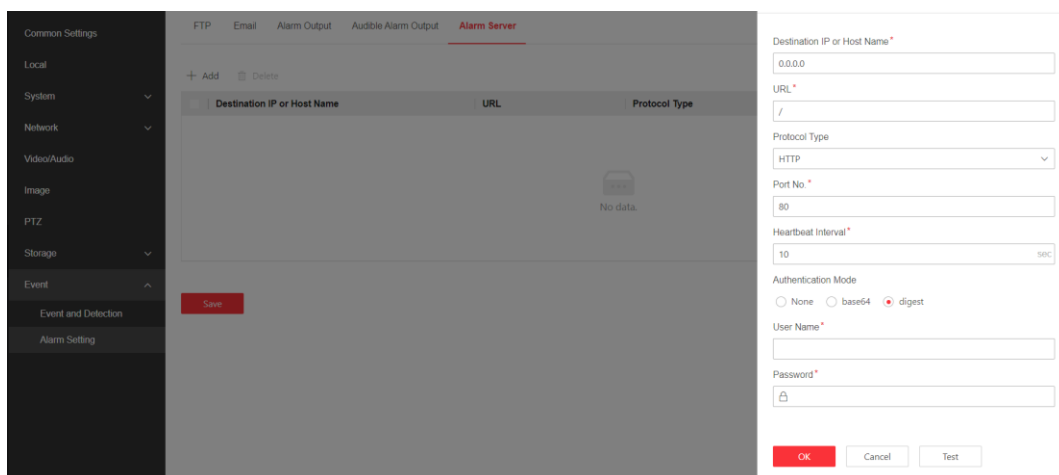 Common Settings
Local
System
Network
Video/Audio
Image
PTZ
Storage
Event
Event and Detection
Alarm Setting
FTP Email Alarm Output Audible Alarm Output Alarm Server
+ Add Delete
Destination IP or Host Name URL Protocol Type
No data.
Save
Destination IP or Host Name*
0.0.0.0
URL*
/
Protocol Type
HTTP
Port No.*
80
Heartbeat Interval*
10 sec
Authentication Mode
None base64 digest
User Name*
Password*
OK Cancel Test